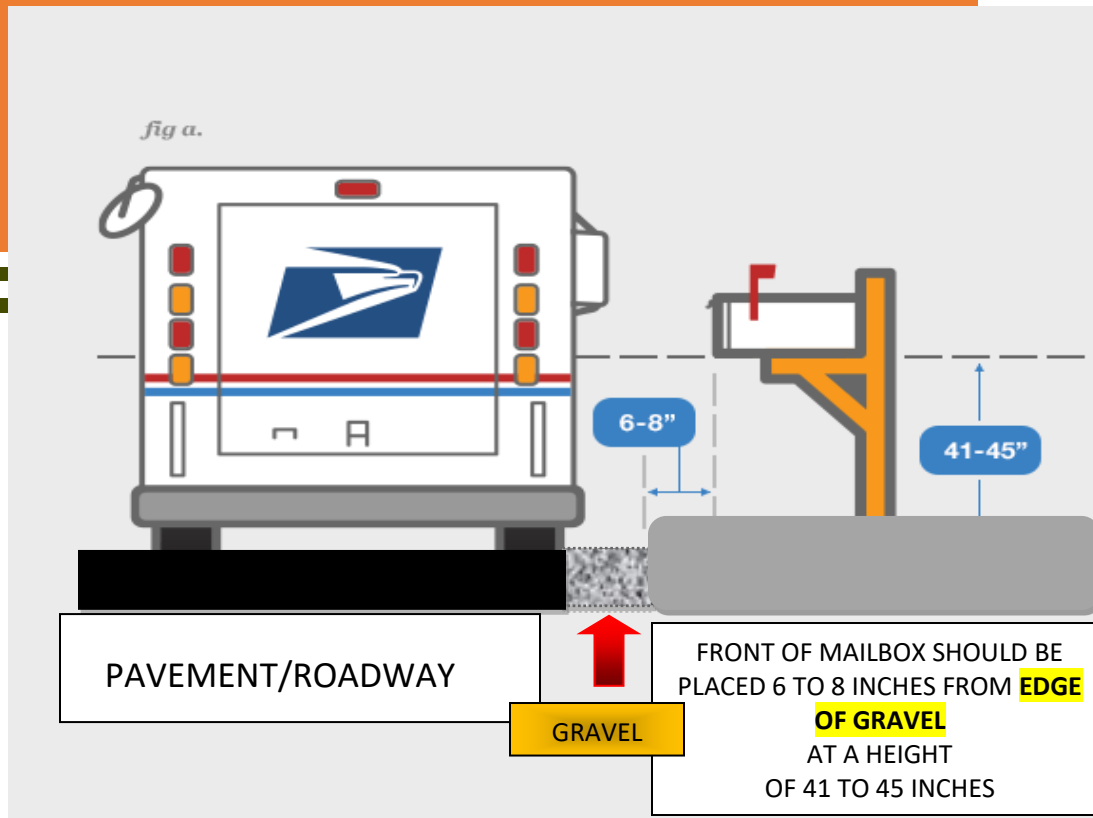 fig a.
6-8”
41-45”
PAVEMENT/ROADWAY
GRAVEL
FRONT OF MAILBOX SHOULD BE
PLACED 6 TO 8 INCHES FROM EDGE
OF GRAVEL
AT A HEIGHT
OF 41 TO 45 INCHES